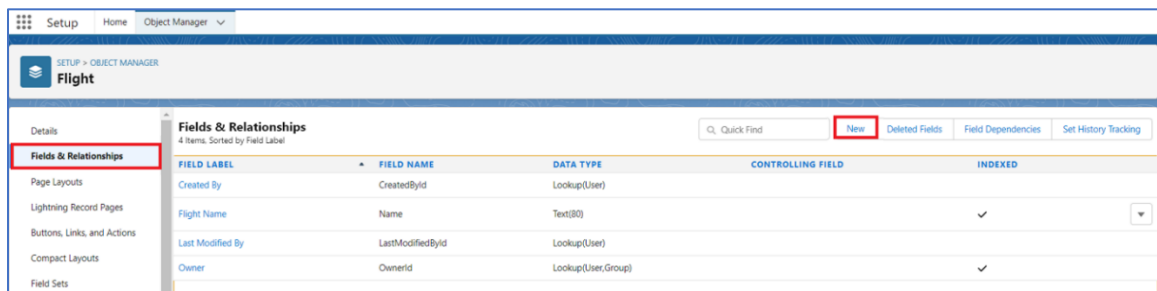 Setup Home Object Manager
SETUP > OBJECT MANAGER
Flight
Details
Fields & Relationships
Page Layouts
Lightning Record Pages
Buttons, Links, and Actions
Compact Layouts
Field Sets
Fields & Relationships
4 Items, Sorted by Field Label
Quick Find New Deleted Fields Field Dependencies Set History Tracking
FIELD LABEL FIELD NAME DATA TYPE CONTROLLING FIELD INDEXED
Created By CreatedById Lookup(User)
Flight Name Name Text(80)
Last Modified By LastModifiedById Lookup(User)
Owner OwnerId Lookup(User,Group)